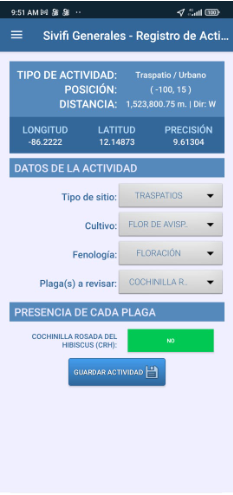 9:51 AM
Sivifi Generales - Registro de Acti...
TIPO DE ACTIVIDAD: Traspatio / Urbano
POSICIÓN: (-100, 15)
DISTANCIA: 1,523,800.75 m. | Dir: W
LONGITUD LATITUD PRECISIÓN
-86.2222 12.14873 9.61304
DATOS DE LA ACTIVIDAD
Tipo de sitio: TRASPATIOS
Cultivo: FLOR DE AVISP.
Fenología: FLORACIÓN
Plaga(s) a revisar: COCHINILLA R..
PRESENCIA DE CADA PLAGA
COCHINILLA ROSADA DEL
HIBISCUS (CRH): NO
GUARDAR ACTIVIDAD